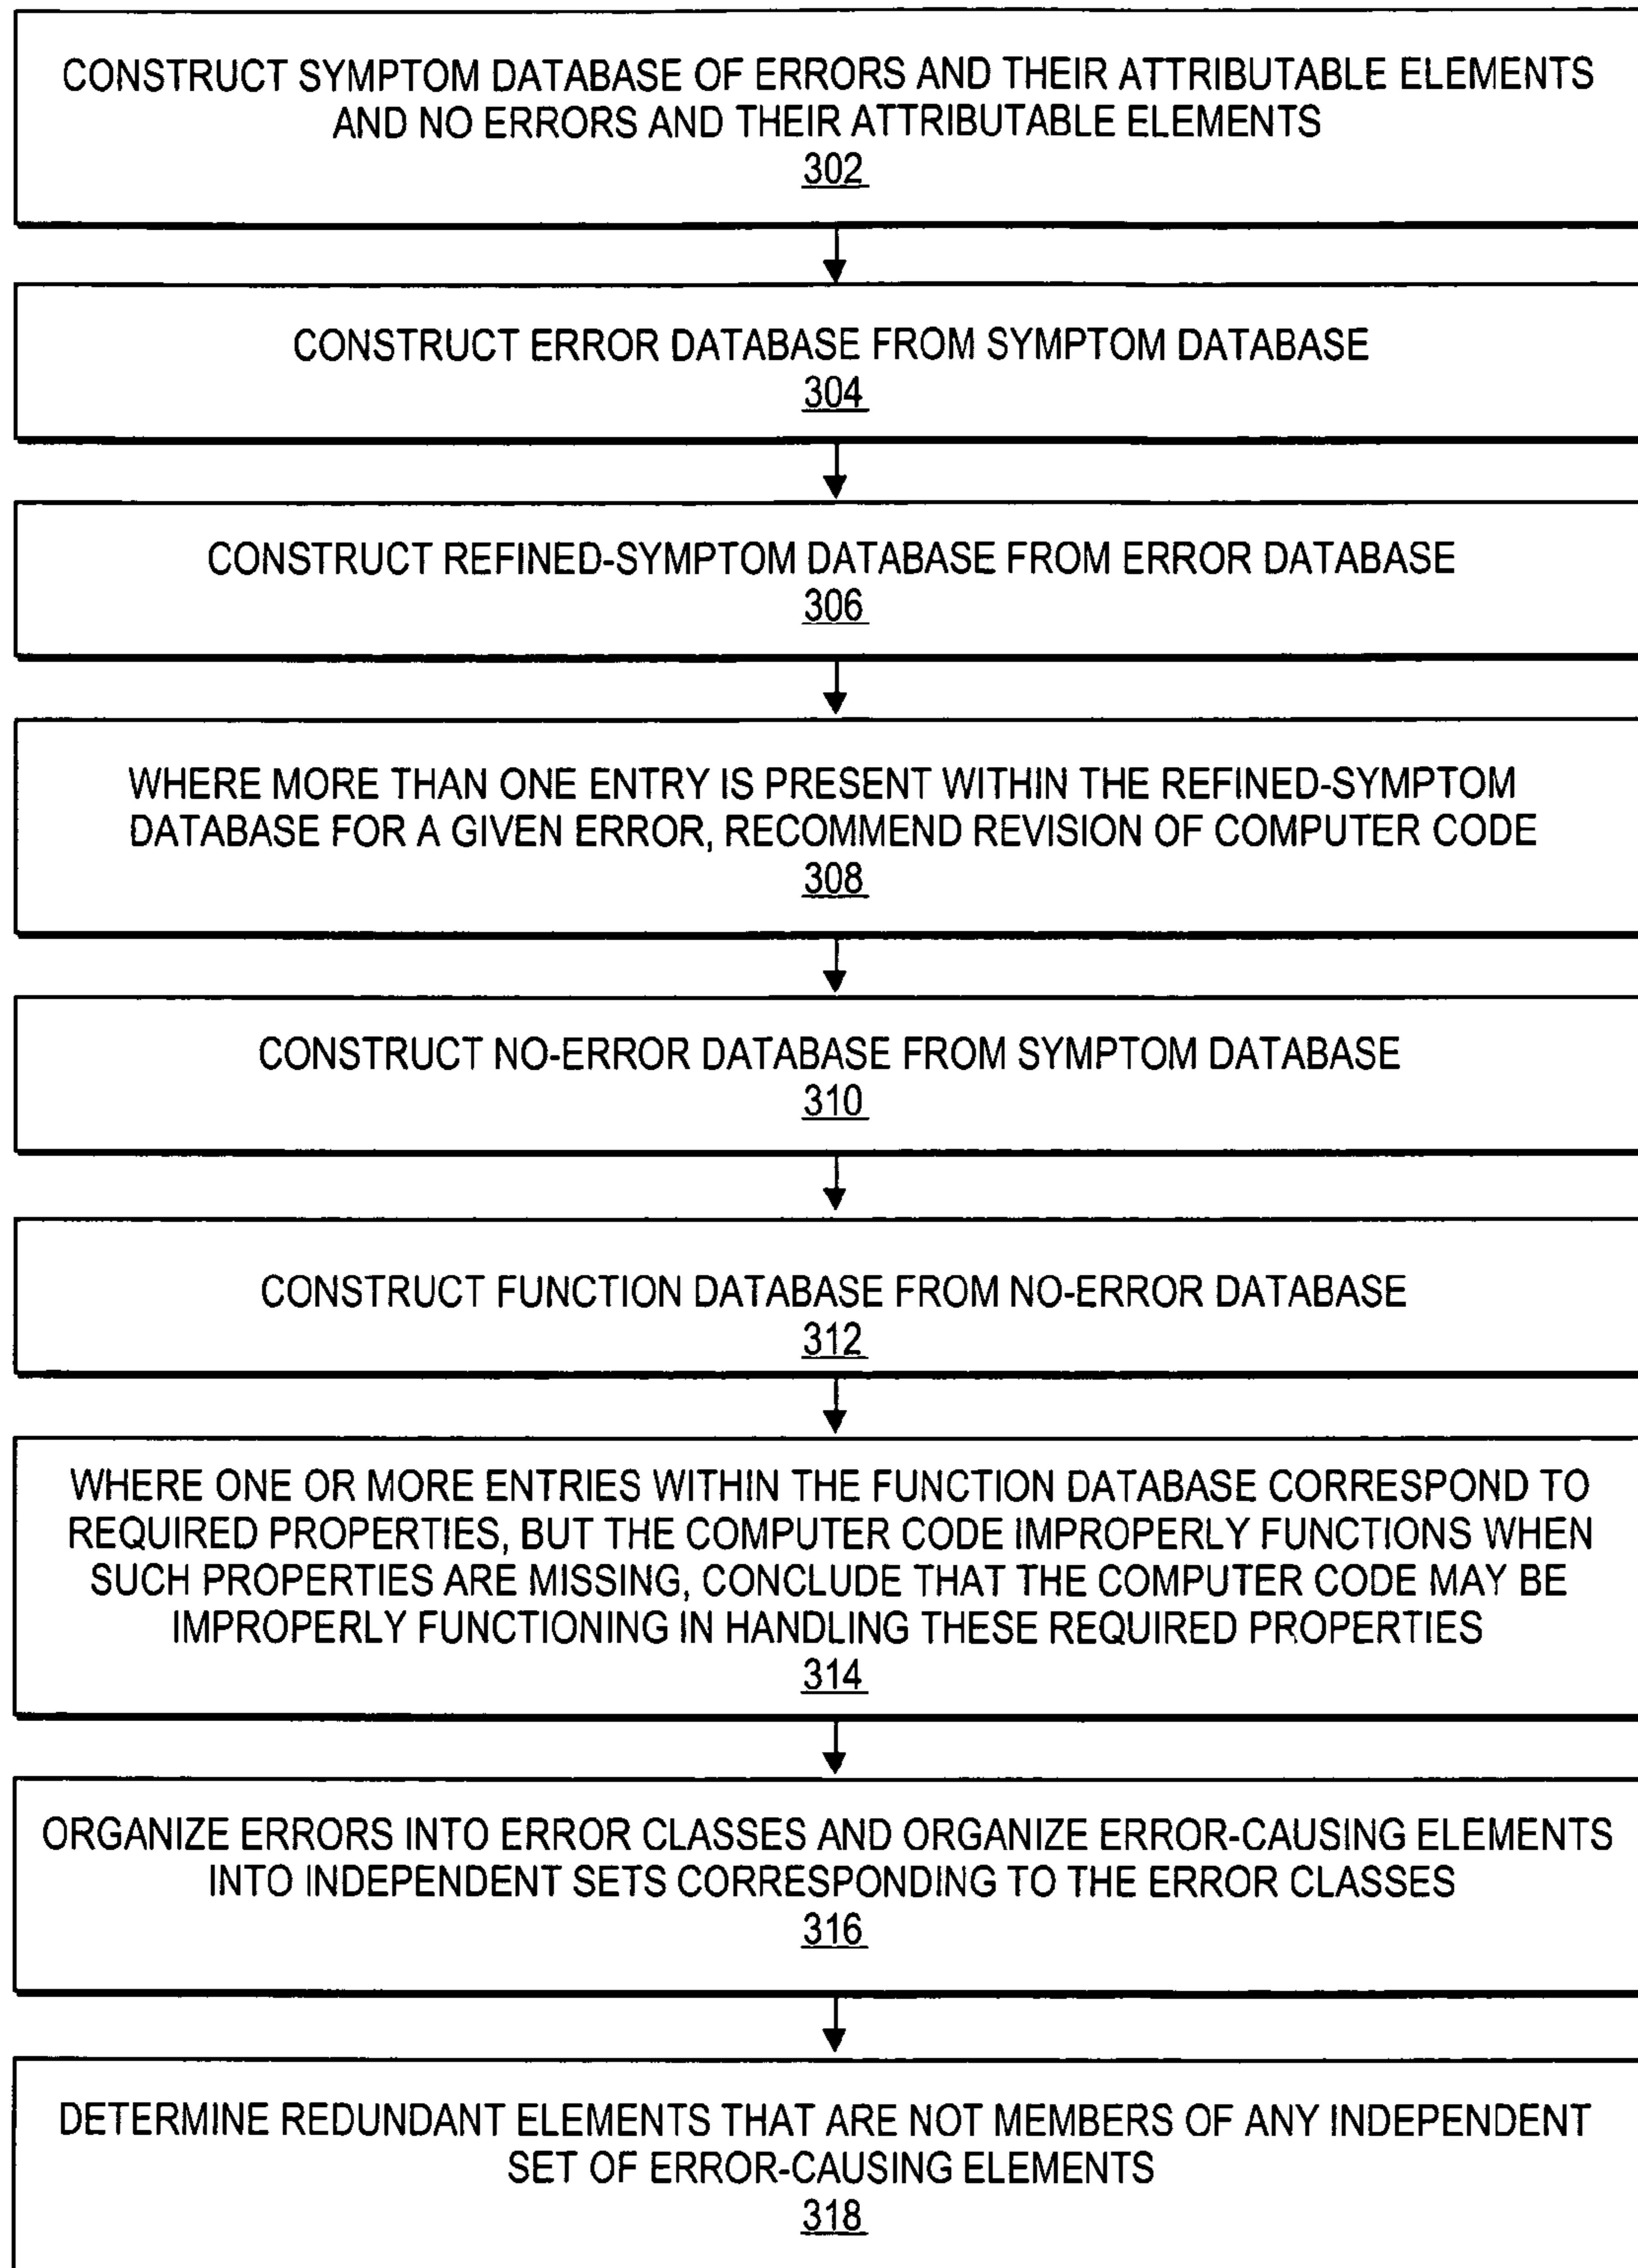 CONSTRUCT SYMPTOM DATABASE OF ERRORS AND THEIR ATTRIBUTABLE ELEMENTS
AND NO ERRORS AND THEIR ATTRIBUTABLE ELEMENTS
302
CONSTRUCT ERROR DATABASE FROM SYMPTOM DATABASE
304
CONSTRUCT REFINED-SYMPTOM DATABASE FROM ERROR DATABASE
306
WHERE MORE THAN ONE ENTRY IS PRESENT WITHIN THE REFINED-SYMPTOM
DATABASE FOR A GIVEN ERROR, RECOMMEND REVISION OF COMPUTER CODE
308
CONSTRUCT NO-ERROR DATABASE FROM SYMPTOM DATABASE
310
CONSTRUCT FUNCTION DATABASE FROM NO-ERROR DATABASE
312
WHERE ONE OR MORE ENTRIES WITHIN THE FUNCTION DATABASE CORRESPOND TO
REQUIRED PROPERTIES, BUT THE COMPUTER CODE IMPROPERLY FUNCTIONS WHEN
SUCH PROPERTIES ARE MISSING, CONCLUDE THAT THE COMPUTER CODE MAY BE
IMPROPERLY FUNCTIONING IN HANDLING THESE REQUIRED PROPERTIES
314
ORGANIZE ERRORS INTO ERROR CLASSES AND ORGANIZE ERROR-CAUSING ELEMENTS
INTO INDEPENDENT SETS CORRESPONDING TO THE ERROR CLASSES
316
DETERMINE REDUNDANT ELEMENTS THAT ARE NOT MEMBERS OF ANY INDEPENDENT
SET OF ERROR-CAUSING ELEMENTS
318